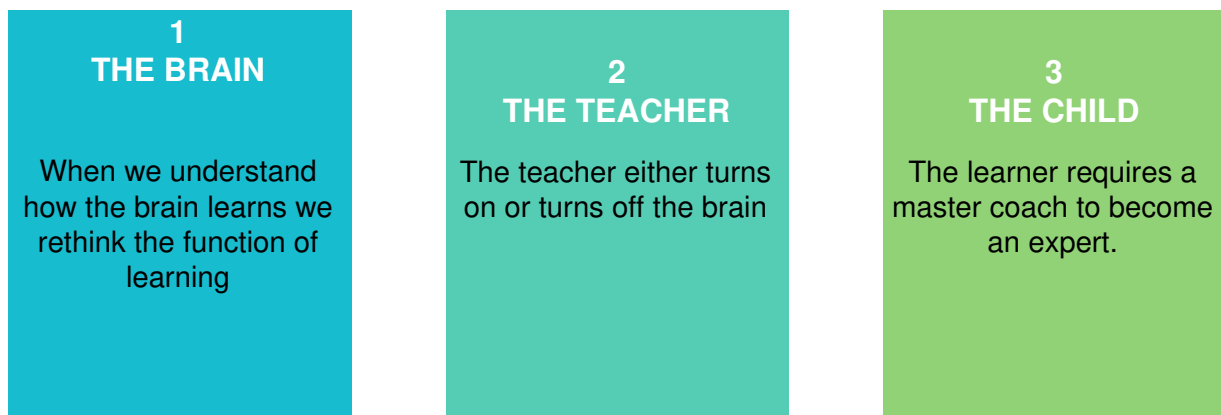 1
THE BRAIN
When we understand
how the brain learns we
rethink the function of
learning
2
THE TEACHER
The teacher either turns
on or turns off the brain
3
THE CHILD
The learner requires a
master coach to become
an expert.